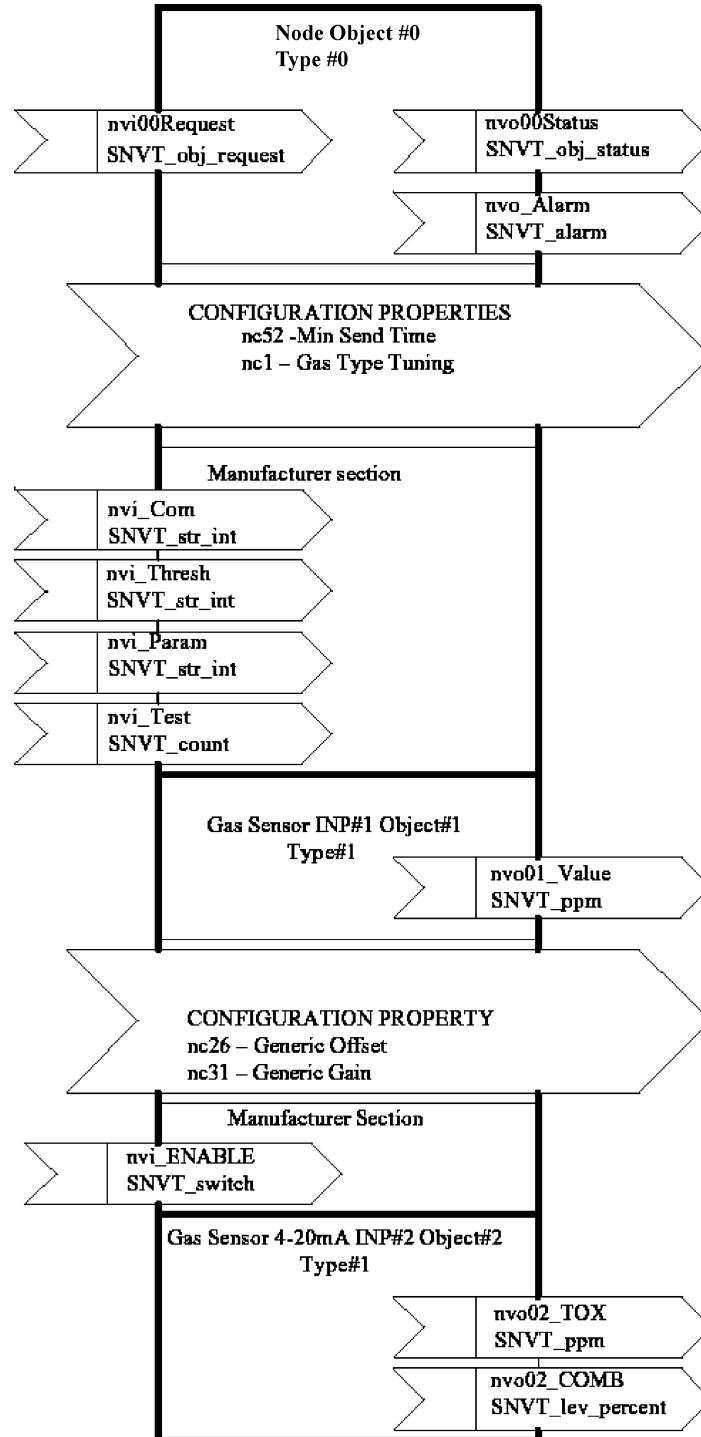 Node Object #0
Type #0
nvi00Request
SNVT_obj_request
nvo00Status
SNVT_obj_status
nvo_Alarm
SNVT_alarm
CONFIGURATION PROPERTIES
nc52 -Min Send Time
nc1 – Gas Type Tuning
Manufacturer section
nvi_Com
SNVT_str_int
nvi_Thresh
SNVT_str_int
nvi_Param
SNVT_str_int
nvi_Test
SNVT_count
Gas Sensor INP#1 Object#1
Type#1
nvo01_Value
SNVT_ppm
CONFIGURATION PROPERTY
nc26 – Generic Offset
nc31 – Generic Gain
Manufacturer Section
nvi_ENABLE
SNVT_switch
Gas Sensor 4-20mA INP#2 Object#2
Type#1
nvo02_TOX
SNVT_ppm
nvo02_COMB
SNVT_lev_percent